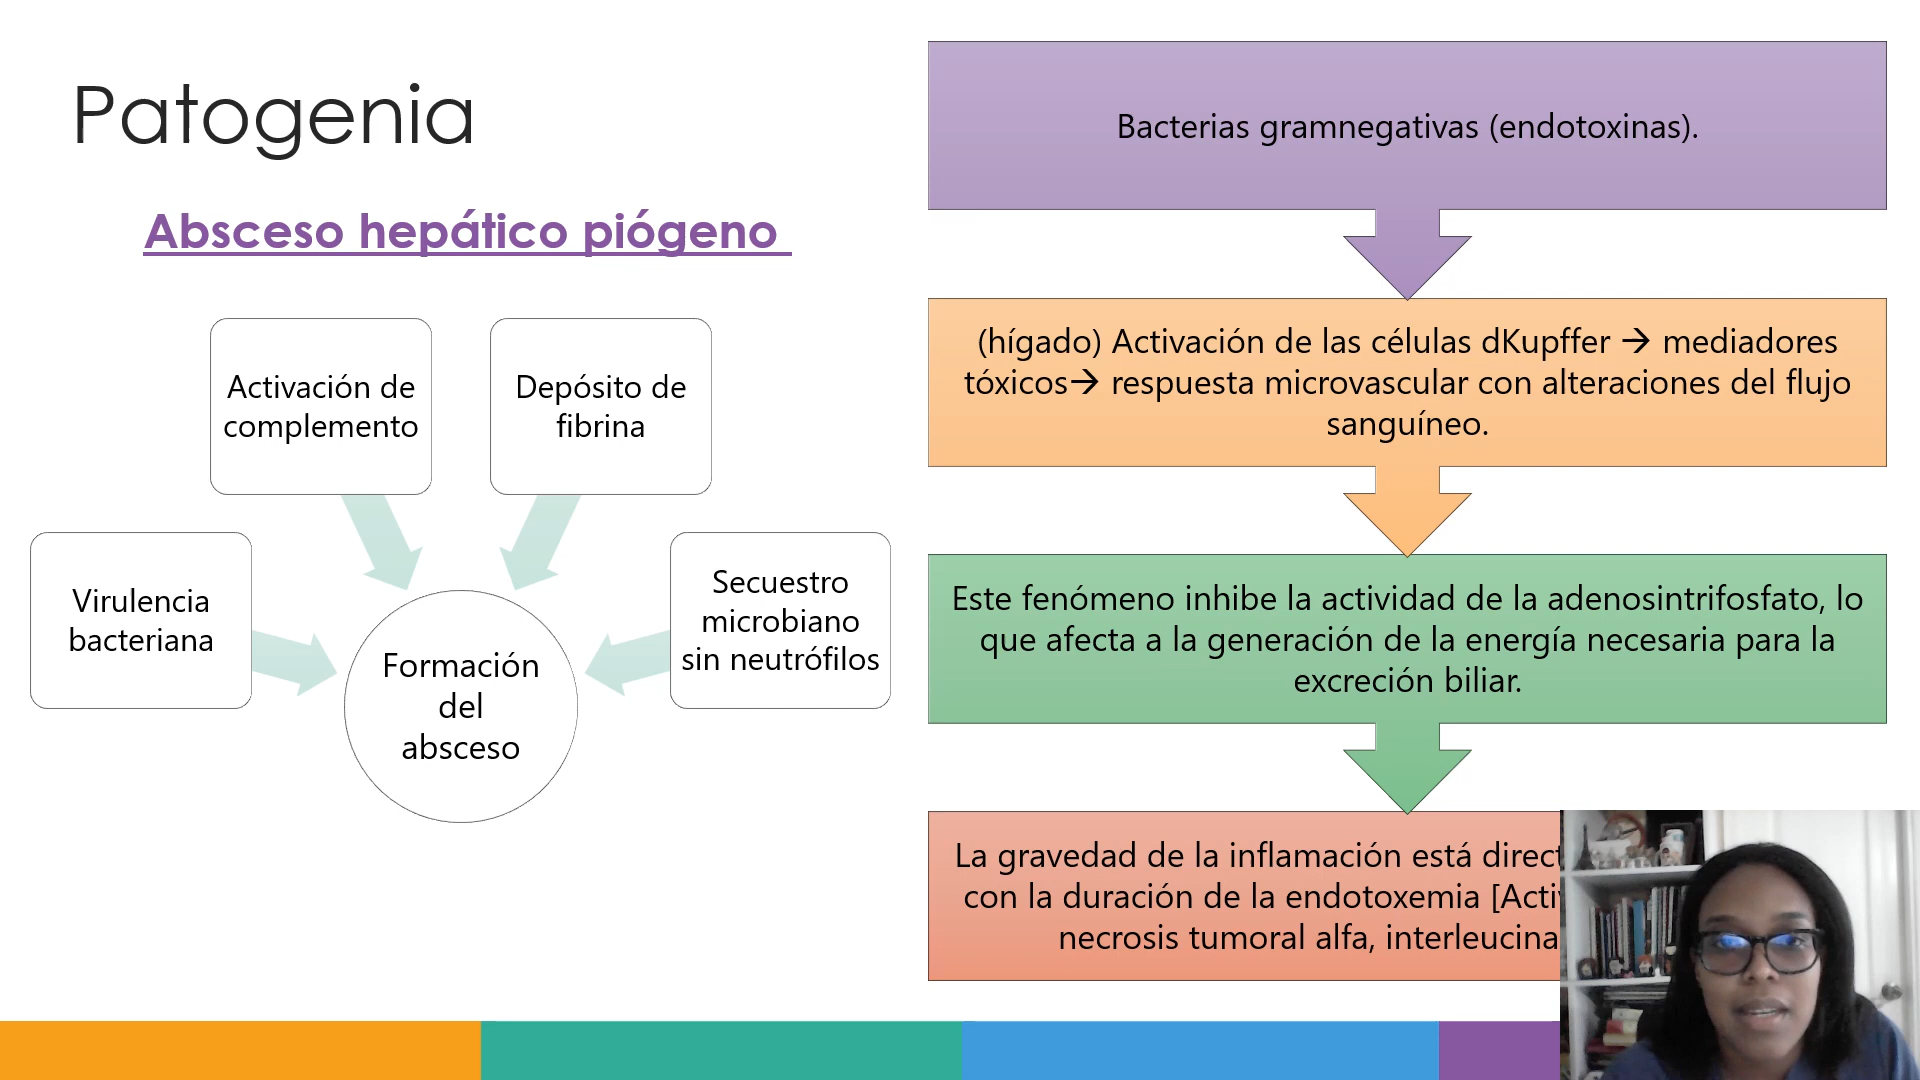 Patogenia
Absceso hepático piógeno
Activación de
complemento
Depósito de
fibrina
Virulencia
bacteriana
Secuestro
microbiano
sin neutrófilos
Formación
del
absceso
Bacterias gramnegativas (endotoxinas).
(hígado) Activación de las células dKupffer → mediadores
tóxicos→ respuesta microvascular con alteraciones del flujo
sanguíneo.
Este fenómeno inhibe la actividad de la adenosintrifosfato, lo
que afecta a la generación de la energía necesaria para la
excreción biliar.
La gravedad de la inflamación está
con la duración de la endotoxemia
necrosis tumoral alfa, interleucina